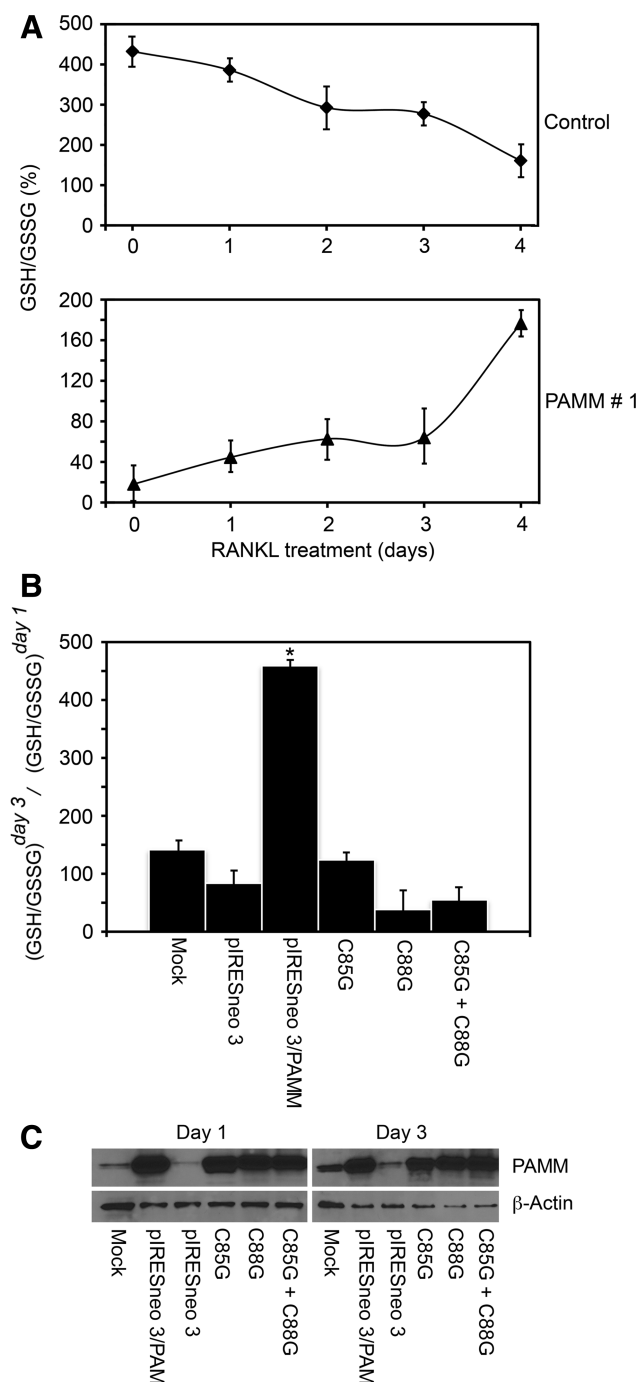 A
500
400
300
200
100
0
GSH/GSSG (%)
0 1 2 3 4
Control
200
160
120
80
40
0
0 1 2 3 4
PAMM # 1
RANKL treatment (days)
B
(GSH/GSSG)day 3 / (GSH/GSSG)day 1
500
400
300
200
100
0
*
Mock
pIRESneo 3
pIRESneo 3/PAMM
C85G
C88G
C85G + C88G
C
Day 1 Day 3
PAMM
β-Actin
Mock
pIRESneo 3/PAM
pIRESneo 3
C85G
C88G
C85G + C88G
Mock
pIRESneo 3/PAM
pIRESneo 3
C85G
C88G
C85G + C88G